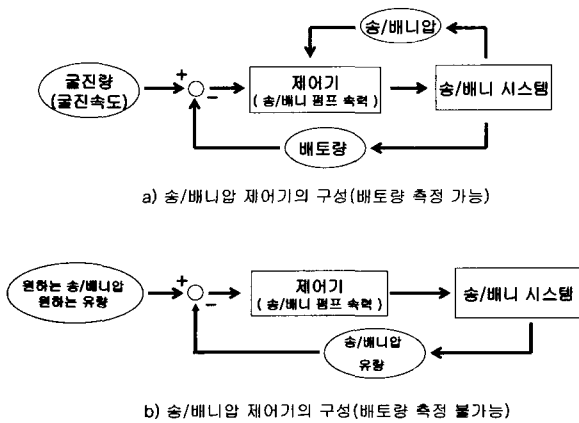 송/배니압
굴진량
(굴진속도)
+
-
제어기
( 송/배니 펌프 속력 )
송/배니 시스템
배토량
a) 송/배니압 제어기의 구성(배토량 측정 가능)
원하는 송/배니압
원하는 유량
+
-
제어기
( 송/배니 펌프 속력 )
송/배니 시스템
송/배니압
유량
b) 송/배니압 제어기의 구성(배토량 측정 불가능)